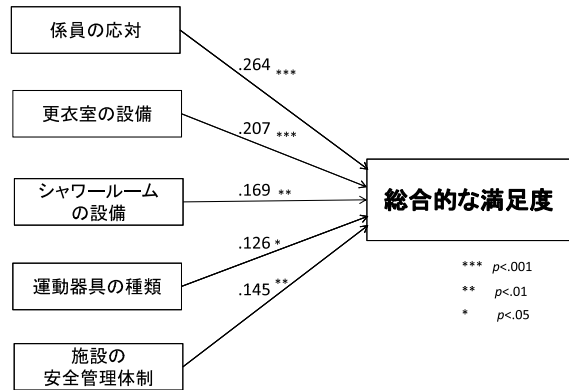 係員の応対
.264 ***
更衣室の設備
.207 ***
シャワールーム
の設備
.169 **
総合的な満足度
.126 *
運動器具の種類
.145 **
施設の
安全管理体制
*** p<.001
** p<.01
* p<.05